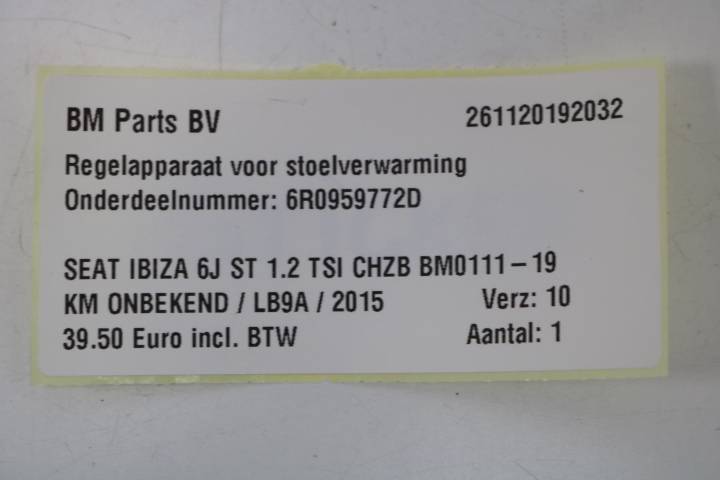 BM Parts BV 261120192032
Regelapparaat voor stoelverwarming
Onderdeelnummer: 6R0959772D
SEAT IBIZA 6J ST 1.2 TSI CHZB BM0111-19
KM ONBEKEND / LB9A / 2015 Verz: 10
39.50 Euro incl. BTW Aantal: 1